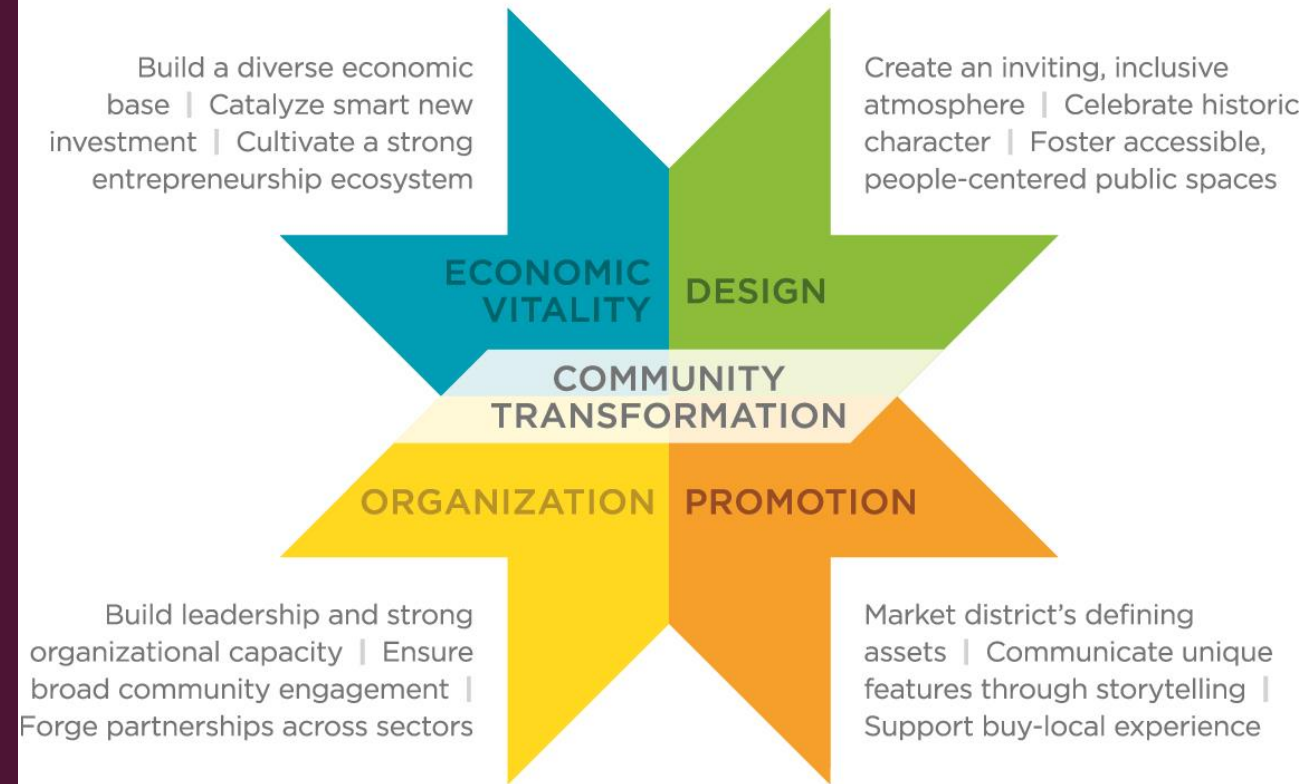 Build a diverse economic
base | Catalyze smart new
investment | Cultivate a strong
entrepreneurship ecosystem
Create an inviting, inclusive
atmosphere | Celebrate historic
character | Foster accessible,
people-centered public spaces
ECONOMIC
VITALITY
DESIGN
COMMUNITY
TRANSFORMATION
ORGANIZATION
PROMOTION
Build leadership and strong
organizational capacity | Ensure
broad community engagement |
Forge partnerships across sectors
Market district's defining
assets | Communicate unique
features through storytelling |
Support buy-local experience